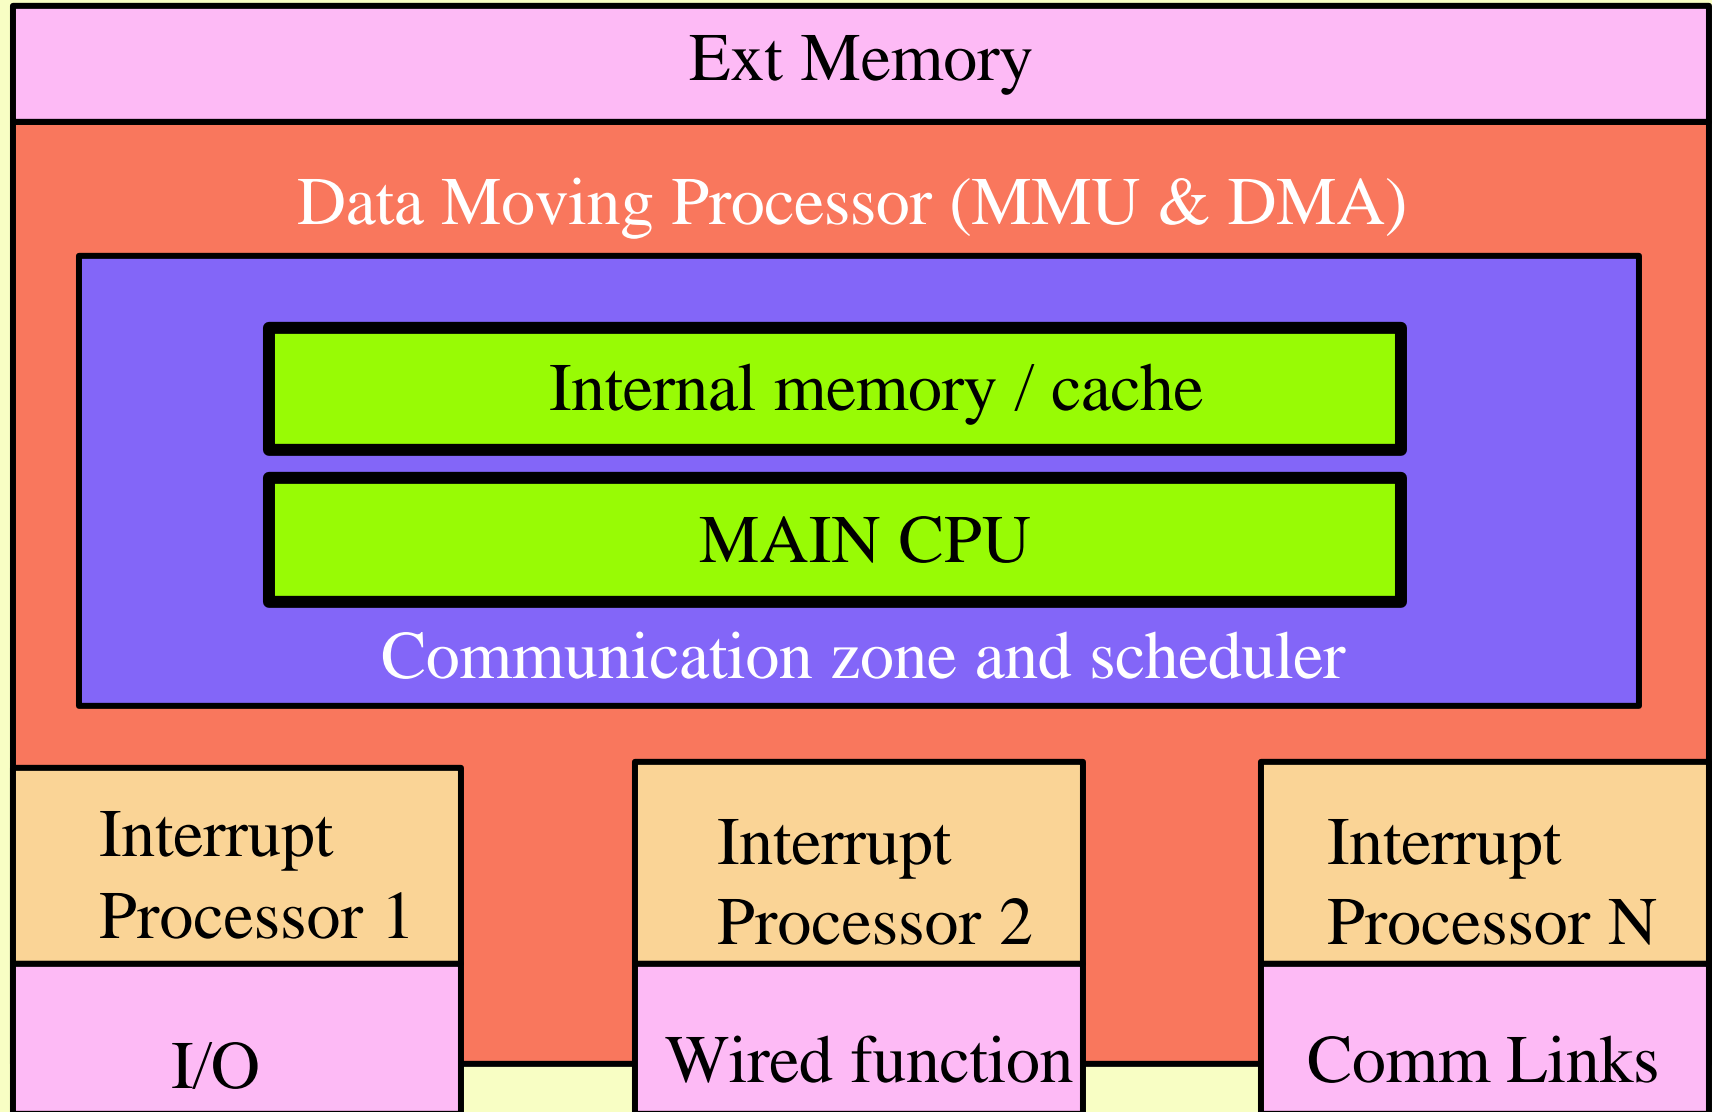 Ext Memory
Data Moving Processor (MMU & DMA)
Internal memory / cache
MAIN CPU
Communication zone and scheduler
Interrupt
Processor 1
Interrupt
Processor 2
Interrupt
Processor N
I/O
Wired function
Comm Links